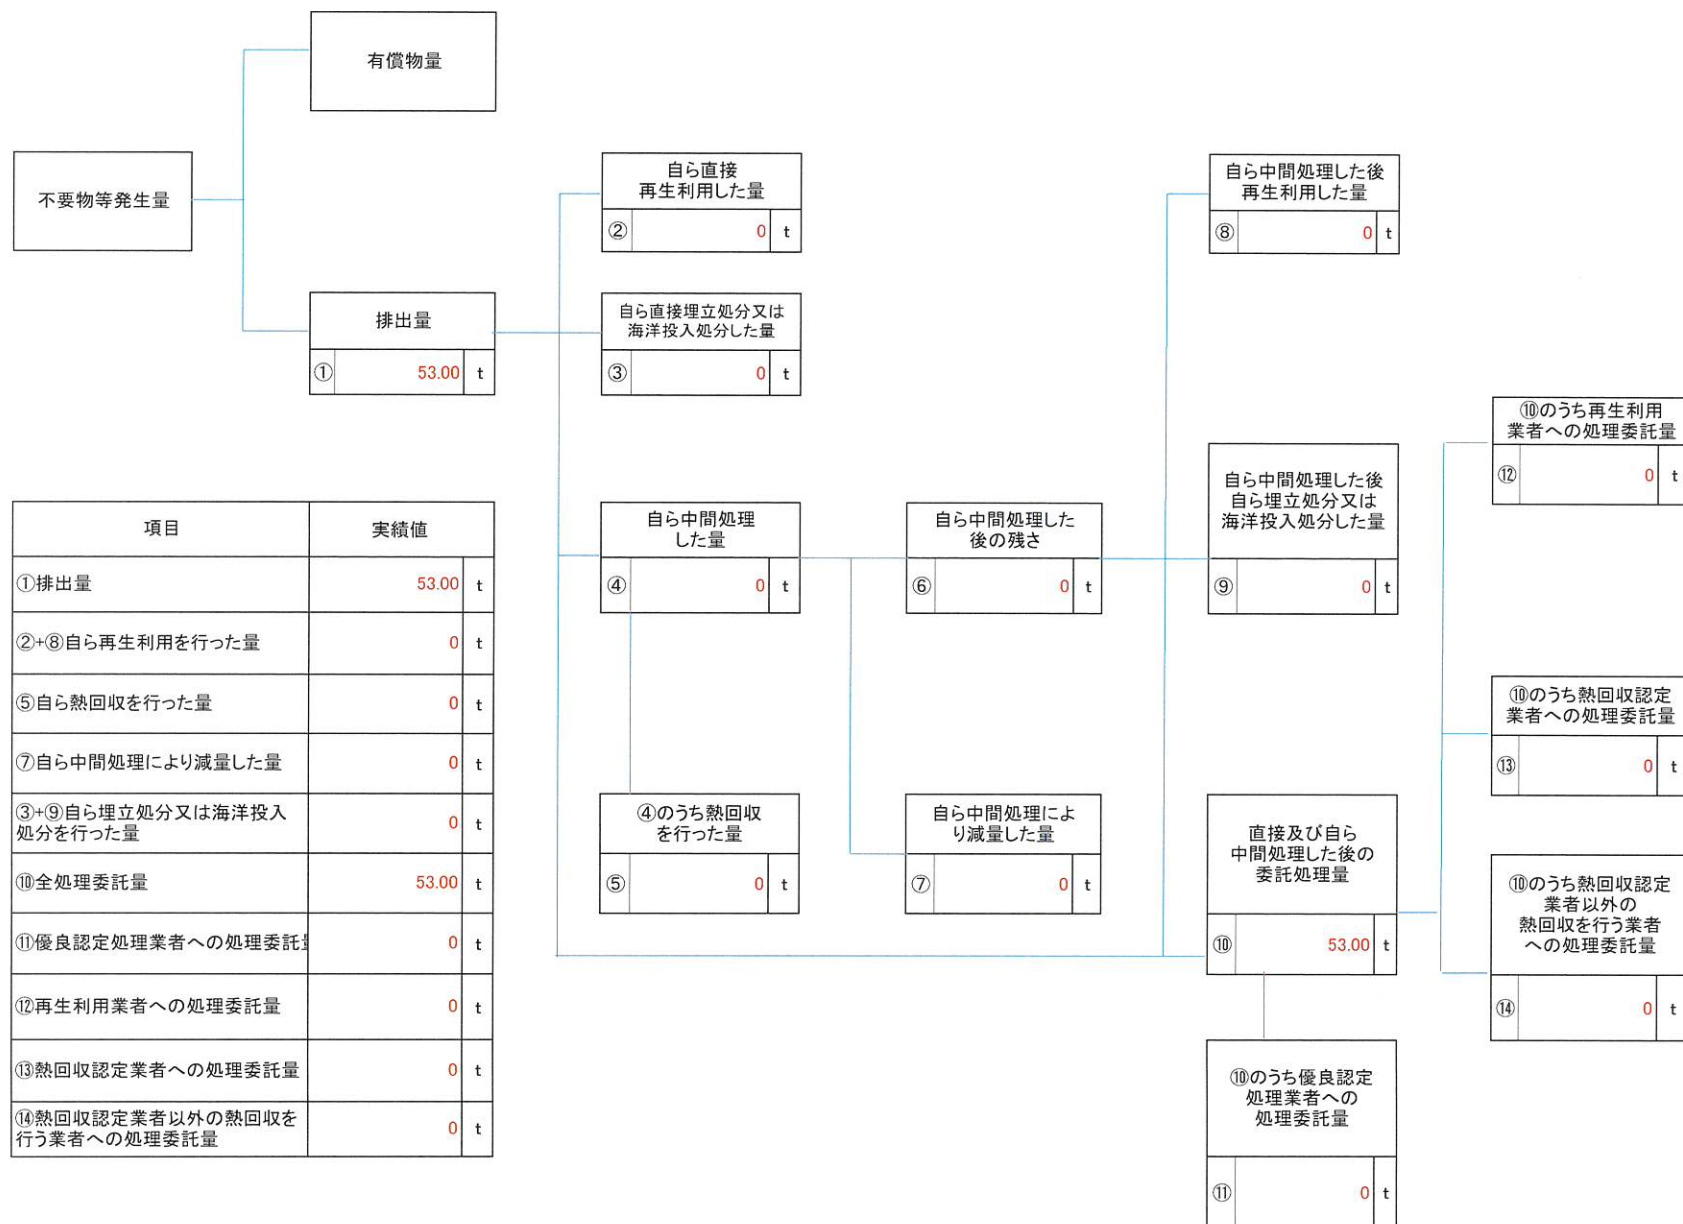 有償物量
不要物等発生量
排出量
① 53.00 t
自ら直接
再生利用した量
② 0 t
自ら直接埋立処分又は
海洋投入処分した量
③ 0 t
自ら中間処理
した量
④ 0 t
④のうち熱回収
を行った量
⑤ 0 t
自ら中間処理した
後の残さ
⑥ 0 t
自ら中間処理によ
り減量した量
⑦ 0 t
自ら中間処理した後
再生利用した量
⑧ 0 t
自ら中間処理した後
自ら埋立処分又は
海洋投入処分した量
⑨ 0 t
直接及び自ら
中間処理した後の
委託処理量
⑩ 53.00 t
⑩のうち優良認定
処理業者への
処理委託量
⑪ 0 t
⑩のうち再生利用
業者への処理委託量
⑫ 0 t
⑩のうち熱回収認定
業者への処理委託量
⑬ 0 t
⑩のうち熱回収認定
業者以外の
熱回収を行う業者
への処理委託量
⑭ 0 t
項目 実績値
①排出量 53.00 t
②+⑧自ら再生利用を行った量 0 t
⑤自ら熱回収を行った量 0 t
⑦自ら中間処理により減量した量 0 t
③+⑨自ら埋立処分又は海洋投入
処分を行った量 0 t
⑩全処理委託量 53.00 t
⑪優良認定処理業者への処理委託 0 t
⑫再生利用業者への処理委託量 0 t
⑬熱回収認定業者への処理委託量 0 t
⑭熱回収認定業者以外の熱回収を
行う業者への処理委託量 0 t